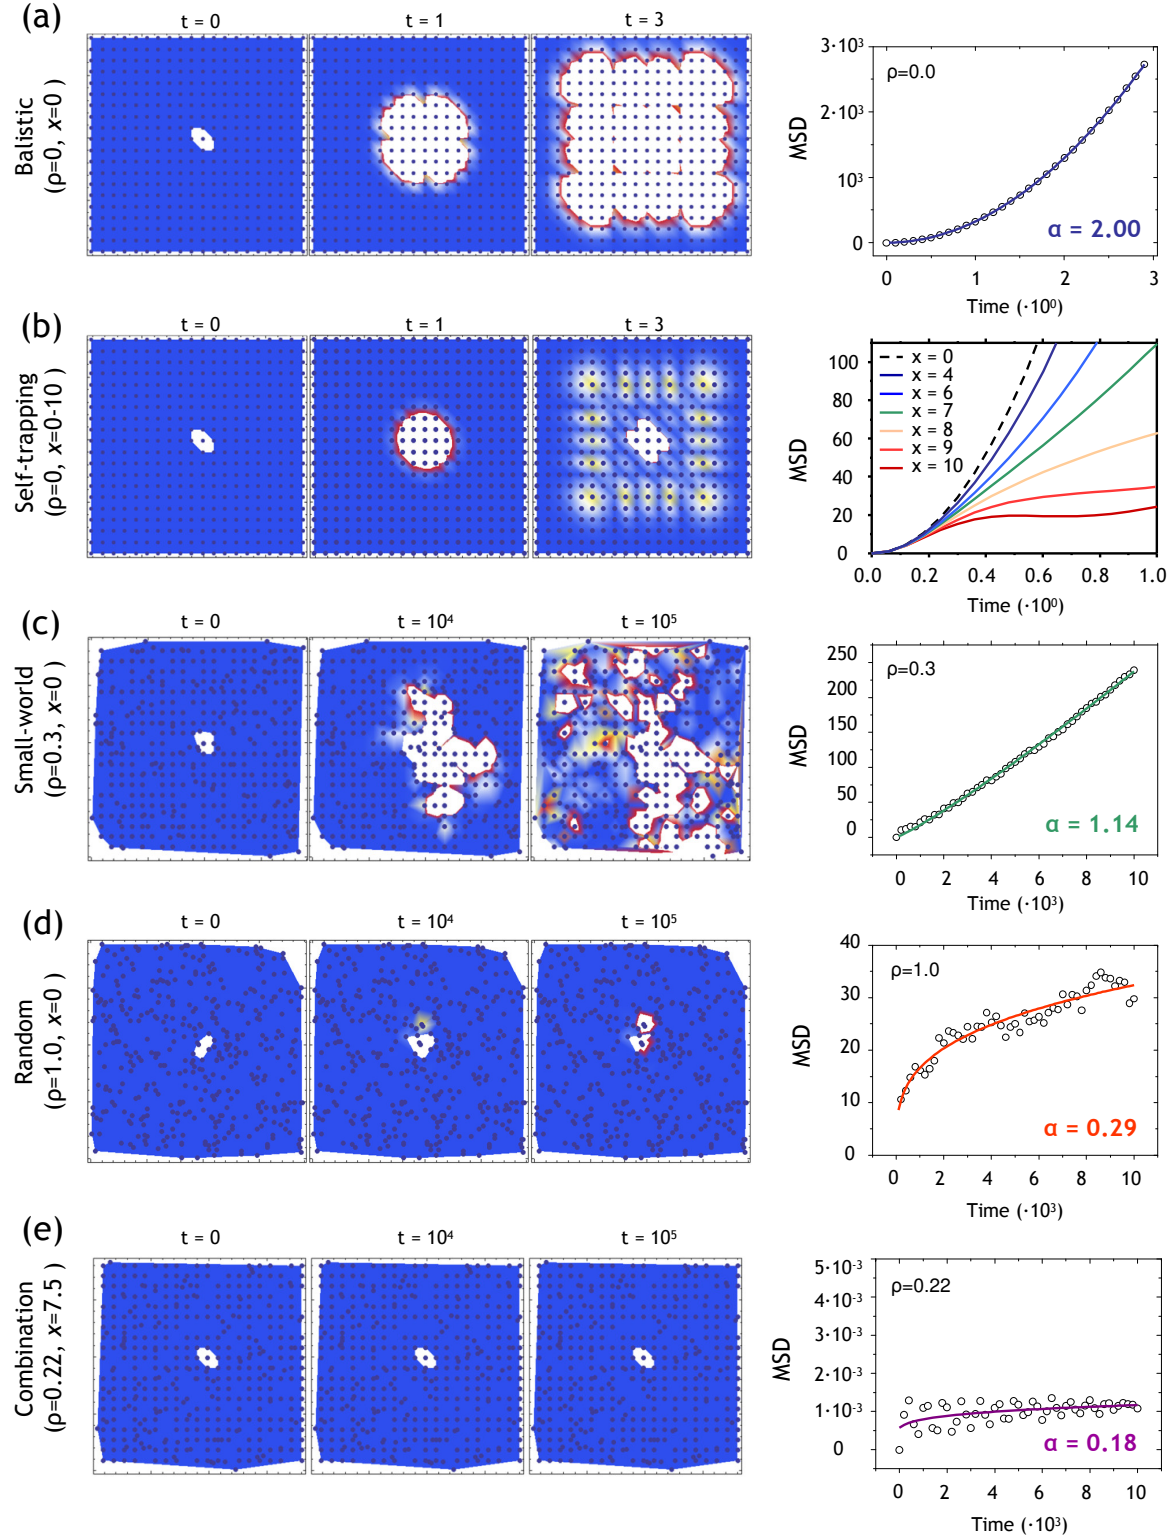 (a)
t = 0
t = 1
t = 3
Balistic
(ρ=0, x=0 )
3·10³
2·10³
10³
0
MSD
ρ=0.0
α = 2.00
0
1
2
3
Time (·10⁰)
(b)
t = 0
t = 1
t = 3
Self-trapping
(ρ=0, x=0-10 )
100
80
60
40
20
0
MSD
x = 0
x = 4
x = 6
x = 7
x = 8
x = 9
x = 10
0.0
0.2
0.4
0.6
0.8
1.0
Time (·10⁰)
(c)
t = 0
t = 10⁴
t = 10⁵
Small-world
(ρ=0.3, x=0 )
250
200
150
100
50
0
MSD
ρ=0.3
α = 1.14
0
2
4
6
8
10
Time (·10³)
(d)
t = 0
t = 10⁴
t = 10⁵
Random
(ρ=1.0, x=0 )
40
30
20
10
0
MSD
ρ=1.0
α = 0.29
0
2
4
6
8
10
Time (·10³)
(e)
t = 0
t = 10⁴
t = 10⁵
Combination
(ρ=0.22, x=7.5 )
5·10⁻³
4·10⁻³
3·10⁻³
2·10⁻³
1·10⁻³
0
MSD
ρ=0.22
α = 0.18
0
2
4
6
8
10
Time (·10³)